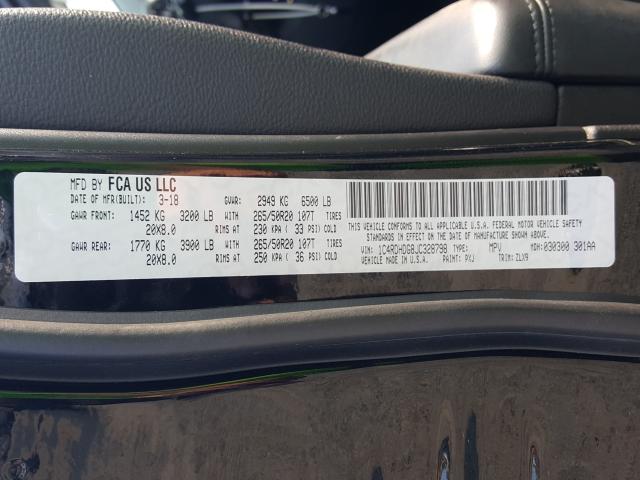 MFD BY FCA US LLC
DATE OF MFR(BUILT): 3-18 GVWR: 2949 KG 6500 LB
GAWR FRONT: 1452 KG 3200 LB WITH 265/50R20 107T TIRES
20X8.0 RIMS AT 230 KPA ( 33 PSI) COLD
GAWR REAR: 1770 KG 3900 LB WITH 265/50R20 107T TIRES
20X8.0 RIMS AT 250 KPA ( 36 PSI) COLD
THIS VEHICLE CONFORMS TO ALL APPLICABLE U.S.A. FEDERAL MOTOR VEHICLE SAFETY
STANDARDS IN EFFECT ON THE DATE OF MANUFACTURE SHOWN ABOVE.
VIN: 1C4RDHDG8JC328798 TYPE: MPV MDH: 030300 301AA
VEHICLE MADE IN U.S.A. PAINT: PXJ TRIM: ZLX9